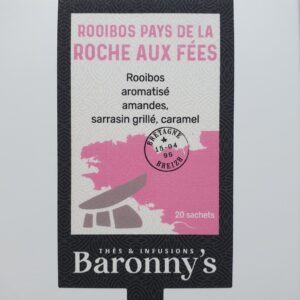 ROOIBOS PAYS DE LA
ROCHE AUX FÉES
Rooibos
aromatisé
amandes,
sarrasin grillé, caramel
BRETAGNE
15-04
95
BREIZH
20 sachets
THÉS & INFUSIONS
Baronny's